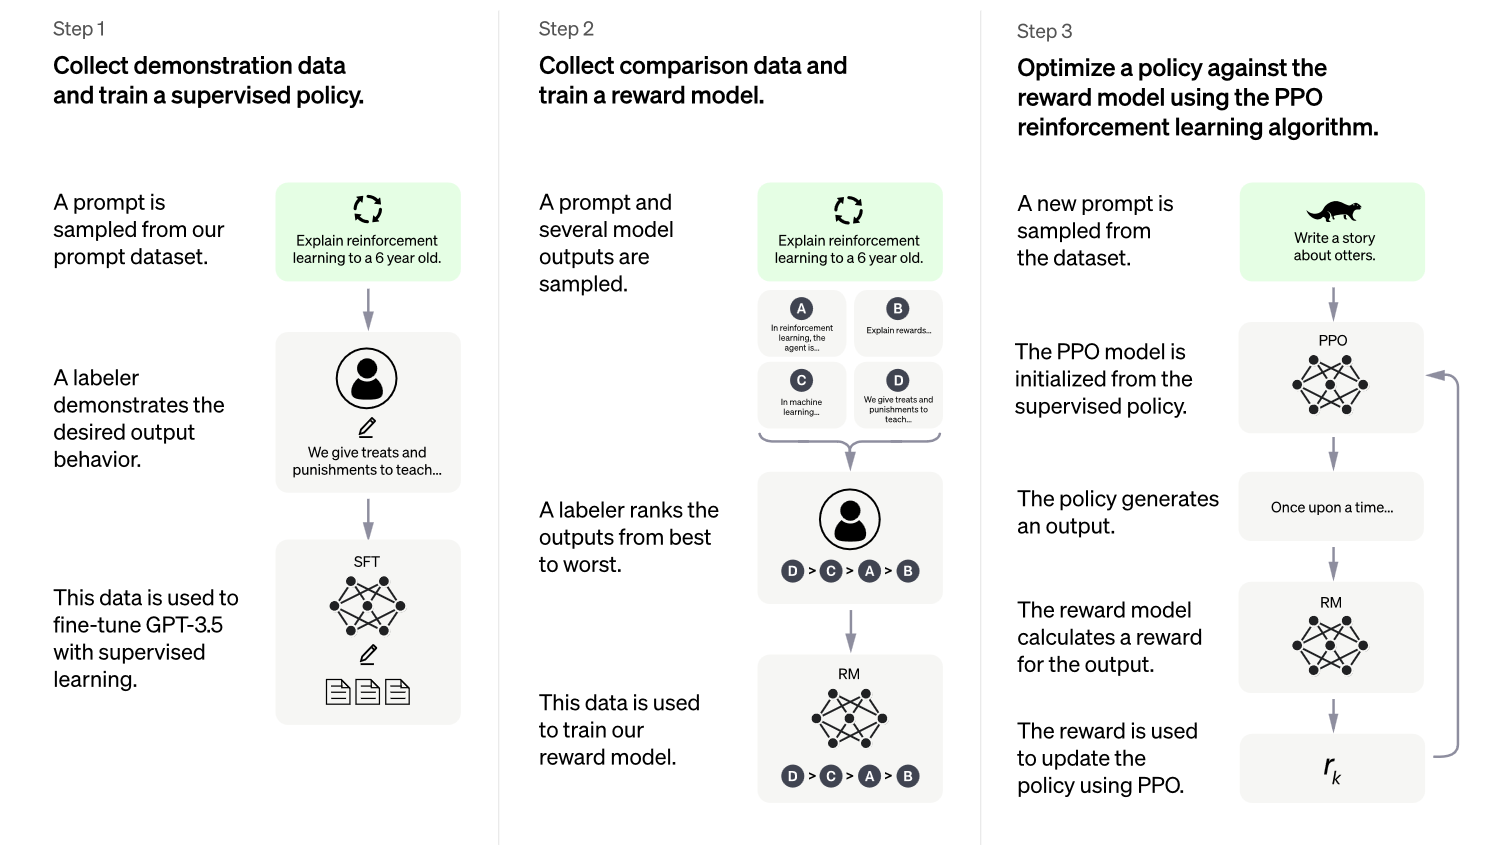 Step 1
Collect demonstration data
and train a supervised policy.
A prompt is
sampled from our
prompt dataset.
Explain reinforcement
learning to a 6 year old.
A labeler
demonstrates the
desired output
behavior.
We give treats and
punishments to teach...
This data is used to
fine-tune GPT-3.5
with supervised
learning.
SFT
Step 2
Collect comparison data and
train a reward model.
A prompt and
several model
outputs are
sampled.
Explain reinforcement
learning to a 6 year old.
A
In reinforcement
learning, the
agent is...
B
Explain rewards...
C
In machine
learning...
D
We give treats and
punishments to
teach...
A labeler ranks the
outputs from best
to worst.
D > C > A > B
This data is used
to train our
reward model.
RM
D > C > A > B
Step 3
Optimize a policy against the
reward model using the PPO
reinforcement learning algorithm.
A new prompt is
sampled from
the dataset.
Write a story
about otters.
The PPO model is
initialized from the
supervised policy.
PPO
The policy generates
an output.
Once upon a time...
The reward model
calculates a reward
for the output.
RM
The reward is used
to update the
policy using PPO.
r_k